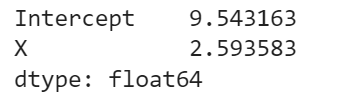 Intercept    9.543163
X            2.593583
dtype: float64